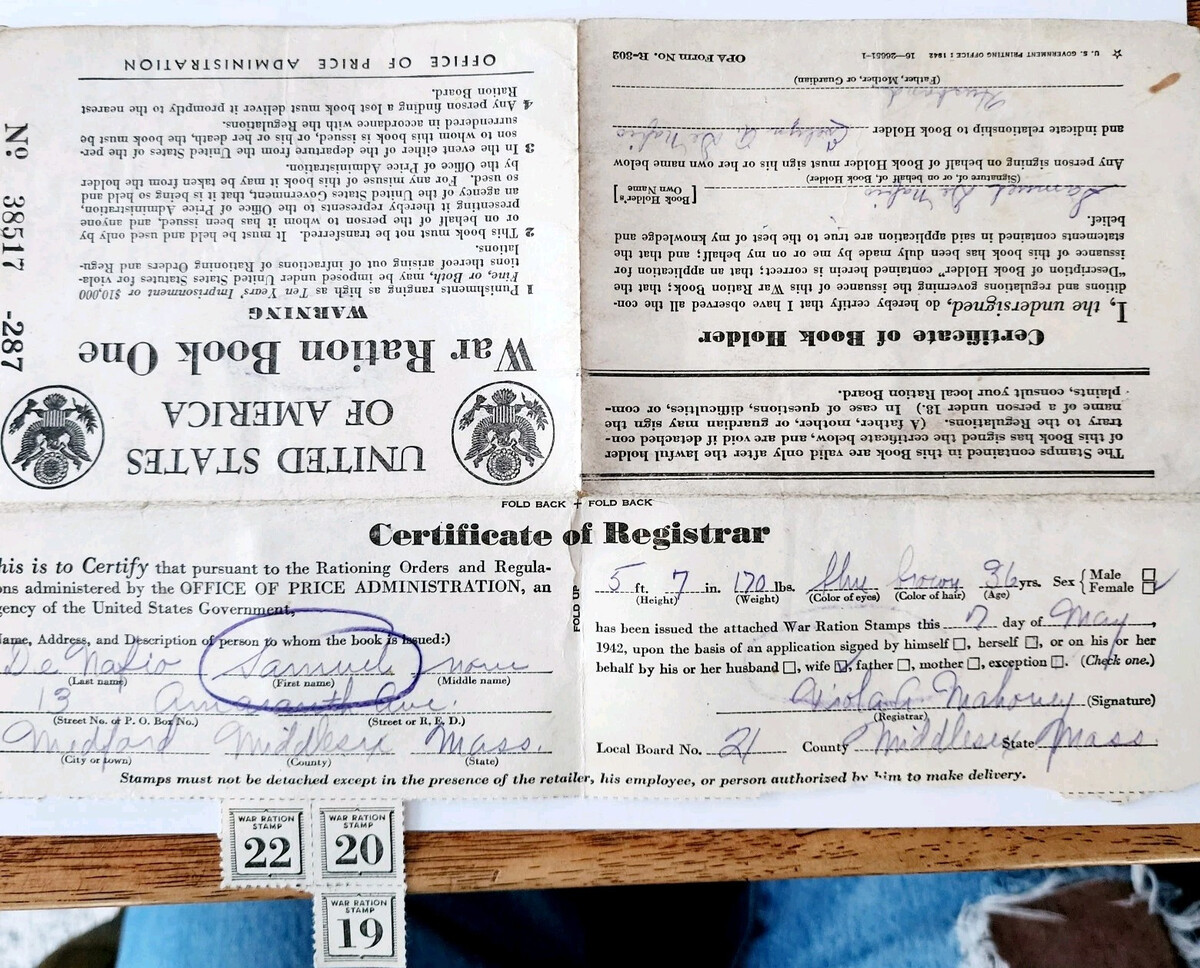 OFFICE OF PRICE ADMINISTRATION
4 Any person finding a lost book must deliver it promptly to the nearest
Ration Board.
3 In the event either of the departure from the United States of the per-
son to whom this book is issued, or his or her death, the book must be
surrendered in accordance with the Regulations.
2 This book must not be transferred. It must be held and used only by
or on behalf of the person to whom it has been issued, and anyone
presenting it thereby represents to the Office of Price Administration,
an agency of the United States Government, that it is being so held and
so used. For any misuse of this book it may be taken from the holder
by the Office of Price Administration.
1 Punishments ranging as high as Ten Years' Imprisonment or $10,000
Fine, or Both, may be imposed under United States Statutes for viola-
tions thereof arising out of infractions of Rationing Orders and Regu-
lations.
WARNING
War Ration Book One
UNITED STATES
OF AMERICA
No. 38517 -287
☆ U. S. GOVERNMENT PRINTING OFFICE : 1942 16—26651-1 OPA Form No. R-302
(Father, Mother, or Guardian)
Husband
and indicate relationship to Book Holder
Evelyn A. De Nafio
Any person signing on behalf of Book Holder must sign his or her own name below
(Signature of, or on behalf of, Book Holder)
[Book Holder's Own Name] Samuel De Nafio
I, the undersigned, do hereby certify that I have observed all the con-
ditions and regulations governing the issuance of this War Ration Book; that the
"Description of Book Holder" contained herein is correct; that an application for
issuance of this book has been duly made by me or on my behalf; and that the
statements contained in said application are true to the best of my knowledge and
belief.
Certificate of Book Holder
The Stamps contained in this Book are valid only after the lawful holder
of this Book has signed the certificate below, and are void if detached con-
trary to the Regulations. (A father, mother, or guardian may sign the
name of a person under 18.) In case of questions, difficulties, or com-
plaints, consult your local Ration Board.
FOLD BACK + FOLD BACK
Certificate of Registrar
his is to Certify that pursuant to the Rationing Orders and Regula-
ons administered by the OFFICE OF PRICE ADMINISTRATION, an
gency of the United States Government,
ame, Address, and Description of person to whom the book is issued:)
De Nafio Samuel none
(Last name) (First name) (Middle name)
13 Amaranth Ave.
(Street No. or P. O. Box No.) (Street or R. F. D.)
Medford Middlesex Mass.
(City or town) (County) (State)
FOLD UP
5 ft. 7 in. 170 lbs. blue brown 36 yrs. Sex { Male Female
(Height) (Weight) (Color of eyes) (Color of hair) (Age)
has been issued the attached War Ration Stamps this 7 day of May,
1942, upon the basis of an application signed by himself □, herself □, or on his or her
behalf by his or her husband □, wife ☑, father □, mother □, exception □. (Check one.)
Viola A. Mahoney (Signature)
(Registrar)
Local Board No. 21 County Middlesex State Mass.
Stamps must not be detached except in the presence of the retailer, his employee, or person authorized by him to make delivery.
WAR RATION STAMP 22
WAR RATION STAMP 20
WAR RATION STAMP 19